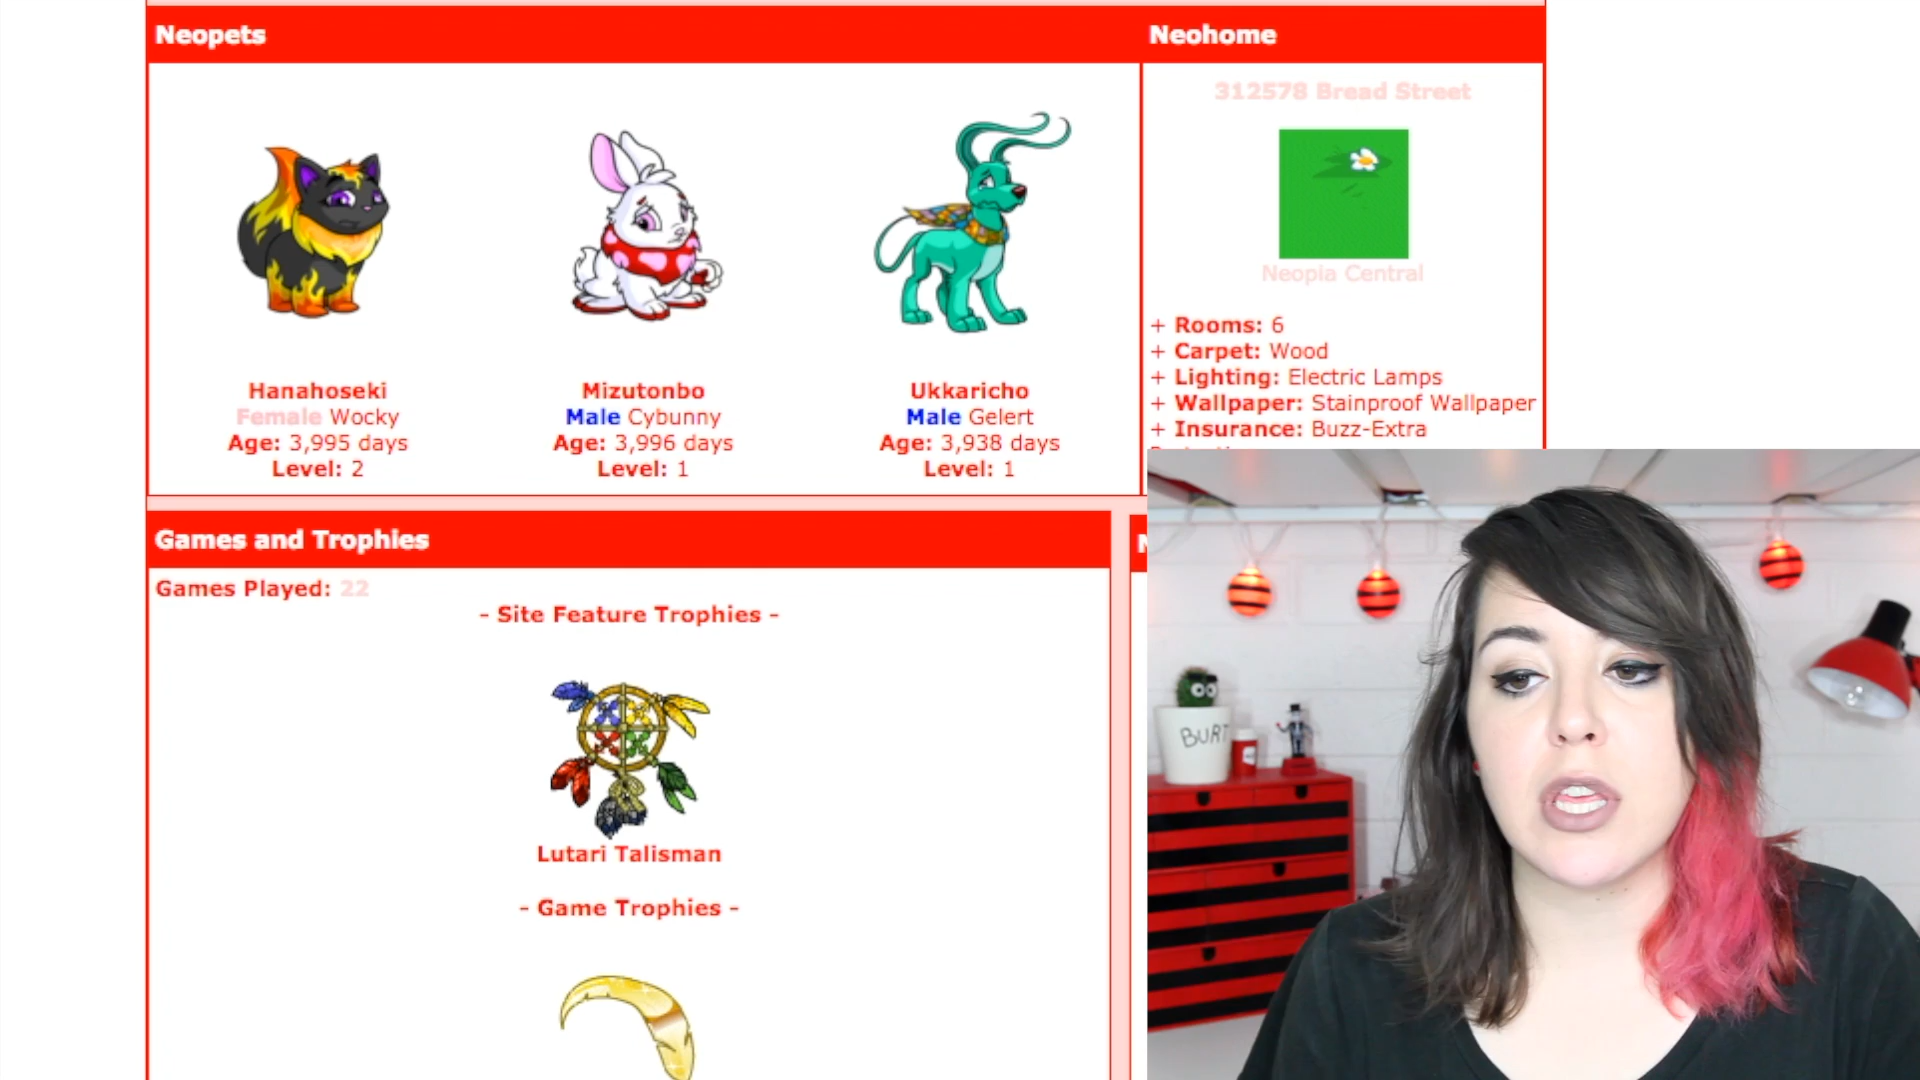 Neopets
Neohome
312578 Bread Street
Neopia Central
+ Rooms: 6
+ Carpet: Wood
+ Lighting: Electric Lamps
+ Wallpaper: Stainproof Wallpaper
+ Insurance: Buzz-Extra
Hanahoseki
Female Wocky
Age: 3,995 days
Level: 2
Mizutonbo
Male Cybunny
Age: 3,996 days
Level: 1
Ukkaricho
Male Gelert
Age: 3,938 days
Level: 1
Games and Trophies
Games Played: 22
- Site Feature Trophies -
Lutari Talisman
- Game Trophies -
BURT